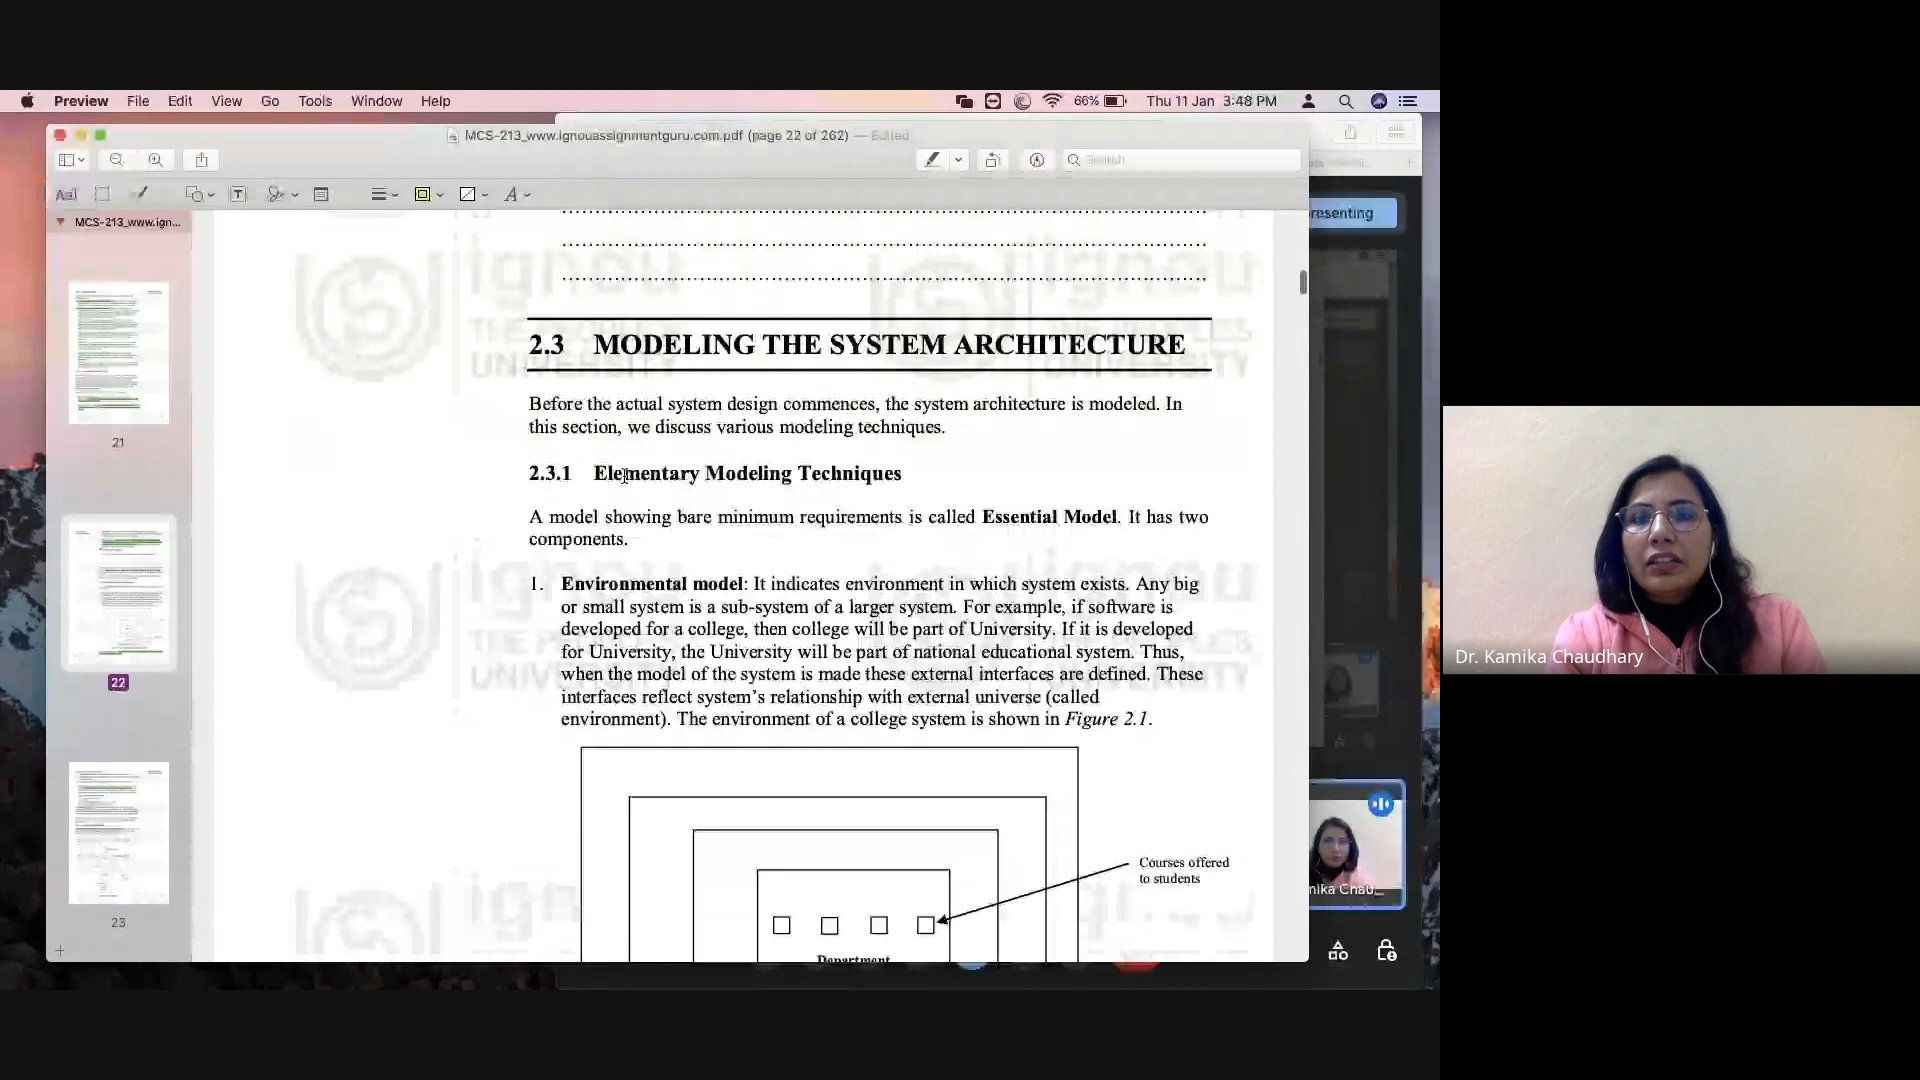 Preview File Edit View Go Tools Window Help 66% Thu 11 Jan 3:48 PM
MCS-213_www.ignouassignmentguru.com.pdf (page 22 of 262) — Edited
Search
MCS-213_www.ign...
resenting
21
22
23
2.3 MODELING THE SYSTEM ARCHITECTURE
Before the actual system design commences, the system architecture is modeled. In
this section, we discuss various modeling techniques.
2.3.1 Elementary Modeling Techniques
A model showing bare minimum requirements is called Essential Model. It has two
components.
1. Environmental model: It indicates environment in which system exists. Any big
or small system is a sub-system of a larger system. For example, if software is
developed for a college, then college will be part of University. If it is developed
for University, the University will be part of national educational system. Thus,
when the model of the system is made these external interfaces are defined. These
interfaces reflect system's relationship with external universe (called
environment). The environment of a college system is shown in Figure 2.1.
Courses offered
to students
Department
ignou
THE PEOPLE'S
UNIVERSITY
mika Chau...
Dr. Kamika Chaudhary